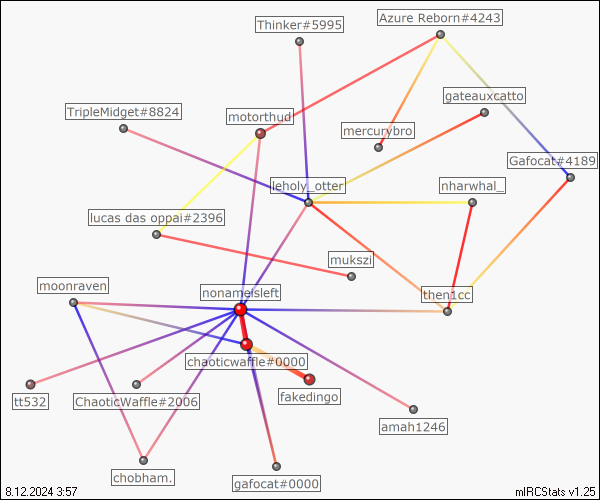 Azure Reborn#4243
Thinker#5995
gateauxcatto
TripleMidget#8824
motorthud
mercurybro
Gafocat#4189
leholy_otter
nharwhal_
lucas das oppai#2396
mukszi
moonraven
nonameisleft
then1cc
chaoticwaffle#0000
tt532
ChaoticWaffle#2006
fakedingo
amah1246
chobham.
gafocat#0000
8.12.2024 3:57
mIRCStats v1.25